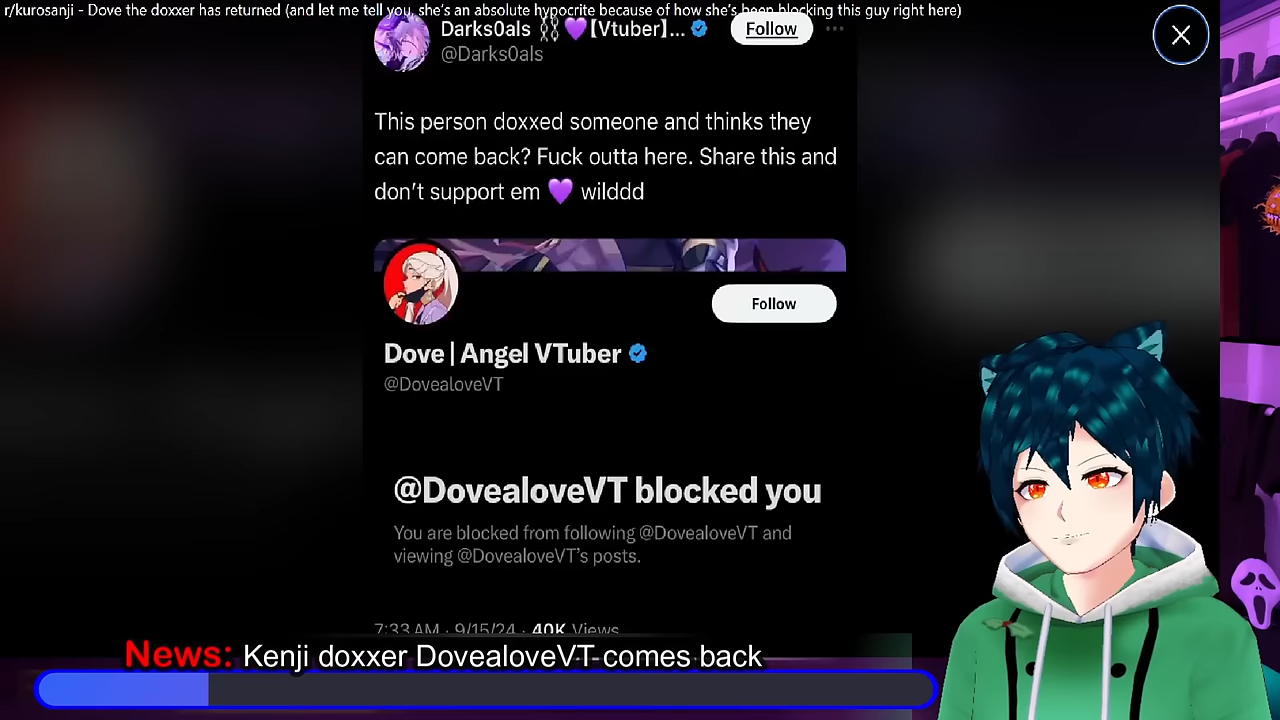 r/kurosanji - Dove the doxxer has returned (and let me tell you, she's an absolute hypocrite because of how she's been blocking this guy right here)
Darks0als ⛓💜【Vtuber】...
Follow
@Darks0als
This person doxxed someone and thinks they
can come back? Fuck outta here. Share this and
don't support em 💜 wilddd
Follow
Dove | Angel VTuber
@DovealoveVT
@DovealoveVT blocked you
You are blocked from following @DovealoveVT and
viewing @DovealoveVT's posts.
7:33 AM · 9/15/24 · 40K Views
News: Kenji doxxer DovealoveVT comes back